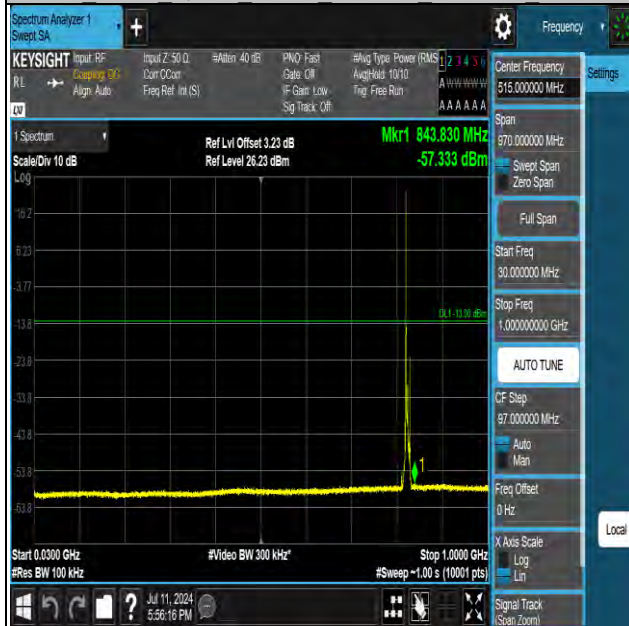 Spectrum Analyzer 1
Swept SA
+
Frequency
KEYSIGHT
Input: RF
Input Z: 50 Ω
#Atten: 40 dB
PNO: Fast
#Avg Type: Power (RMS
1 2 3 4 5 6
RL
Coupling: DC
Corr CCorr
Gate: Off
Avg|Hold: 10/10
A W W W W W
Align: Auto
Freq Ref: Int (S)
IF Gain: Low
Trig: Free Run
Sig Track: Off
A A A A A A
LXI
Center Frequency
515.000000 MHz
Settings
1 Spectrum
Ref Lvl Offset 3.23 dB
Mkr1 843.830 MHz
Scale/Div 10 dB
Ref Level 26.23 dBm
-57.333 dBm
Log
16.2
6.23
-3.77
-13.8
-23.8
-33.8
-43.8
-53.8
-63.8
DL1 -13.00 dBm
1
Start 0.0300 GHz
#Video BW 300 kHz*
Stop 1.0000 GHz
#Res BW 100 kHz
#Sweep ~1.00 s (10001 pts)
Span
970.000000 MHz
Swept Span
Zero Span
Full Span
Start Freq
30.000000 MHz
Stop Freq
1.000000000 GHz
AUTO TUNE
CF Step
97.000000 MHz
Auto
Man
Freq Offset
0 Hz
X Axis Scale
Log
Lin
Signal Track
(Span Zoom)
Local
?
Jul 11, 2024
5:56:16 PM